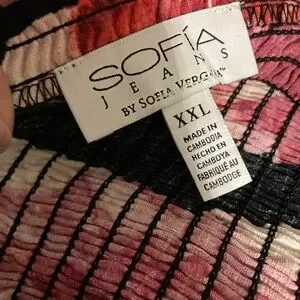 SOFÍA
JEANS
BY SOFIA VERGARA
XXL
MADE IN
CAMBODIA
HECHO EN
CAMBOYA
FABRIQUÉ AU
CAMBODGE